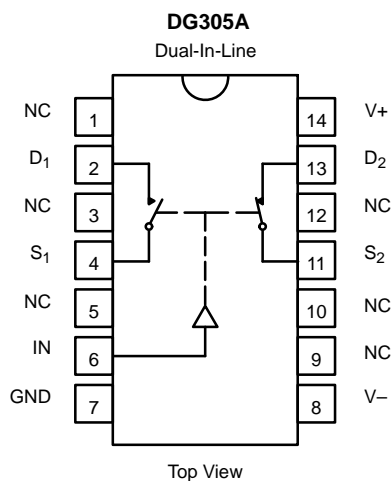 DG305A
Dual-In-Line
NC 1 14 V+
D1 2 13 D2
NC 3 12 NC
S1 4 11 S2
NC 5 10 NC
IN 6 9 NC
GND 7 8 V–
Top View